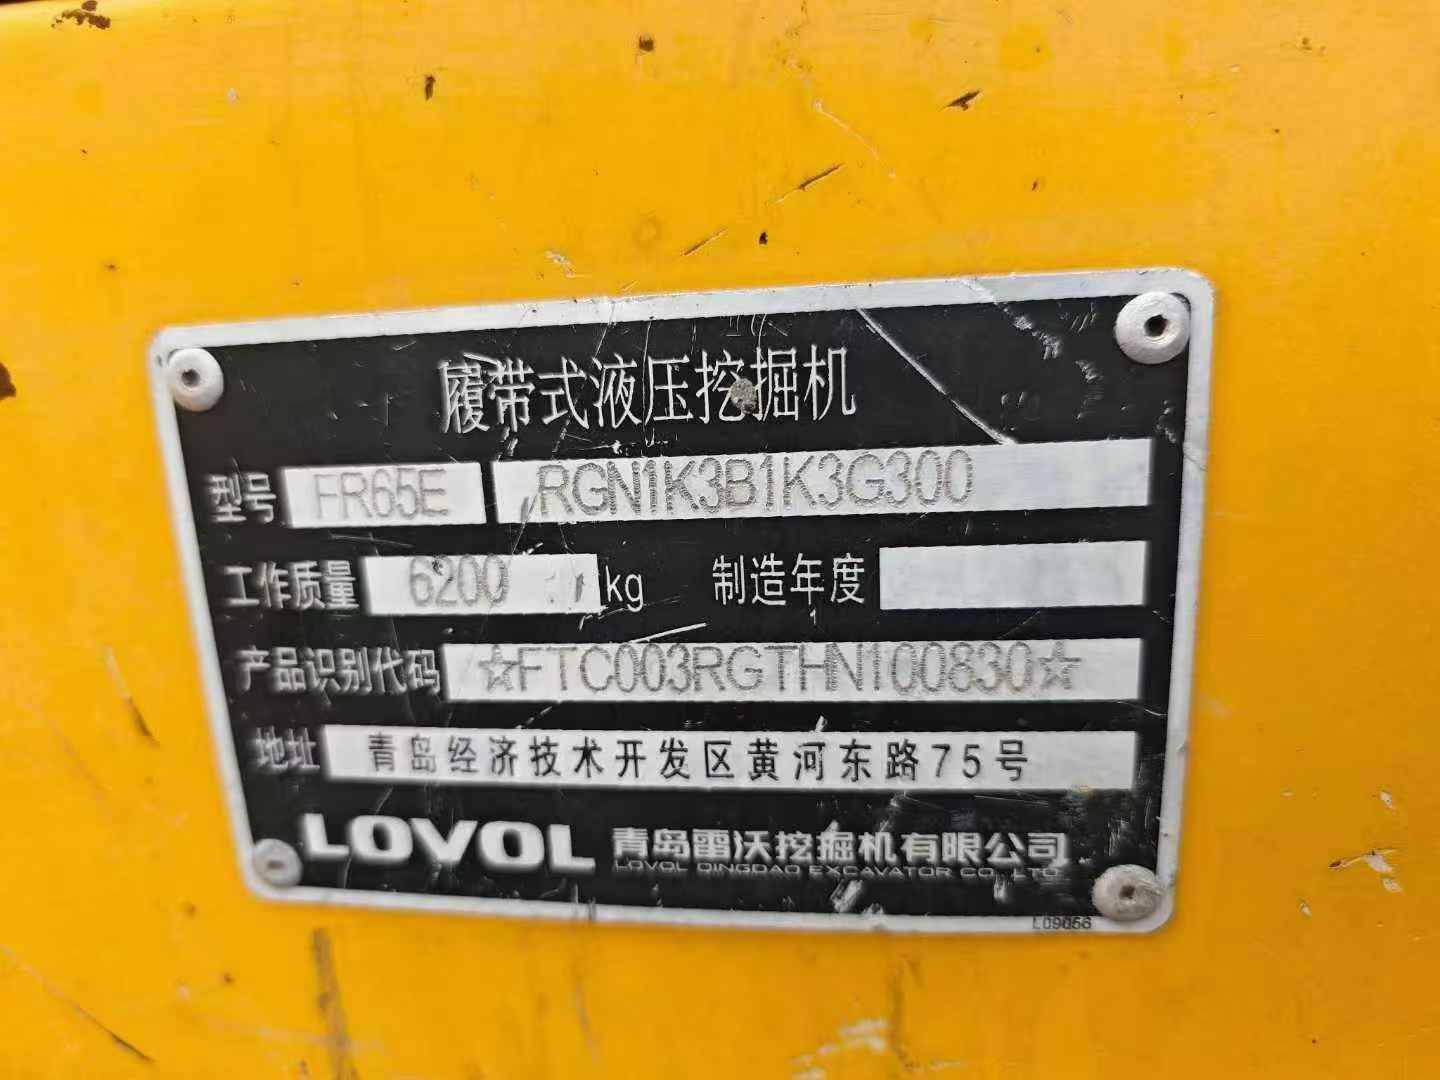 履带式液压挖掘机
型号 FR65E RGN1K3B1K3G300
工作质量 6200 kg 制造年度
产品识别代码 ☆FTC003RGTHN100830☆
地址 青岛经济技术开发区黄河东路75号
LOVOL 青岛雷沃挖掘机有限公司
LOVOL QINGDAO EXCAVATOR CO., LTD.
L09056